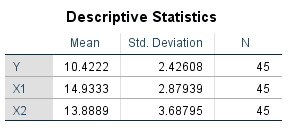 Descriptive Statistics
Mean Std. Deviation N
Y 10.4222 2.42608 45
X1 14.9333 2.87939 45
X2 13.8889 3.68795 45